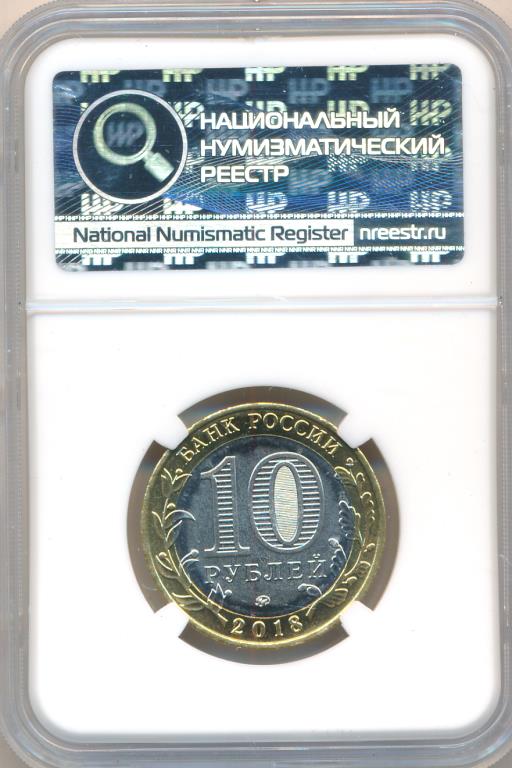 НАЦИОНАЛЬНЫЙ
НУМИЗМАТИЧЕСКИЙ
РЕЕСТР
National Numismatic Register nreestr.ru
БАНК РОССИИ
10
РУБЛЕЙ
2018